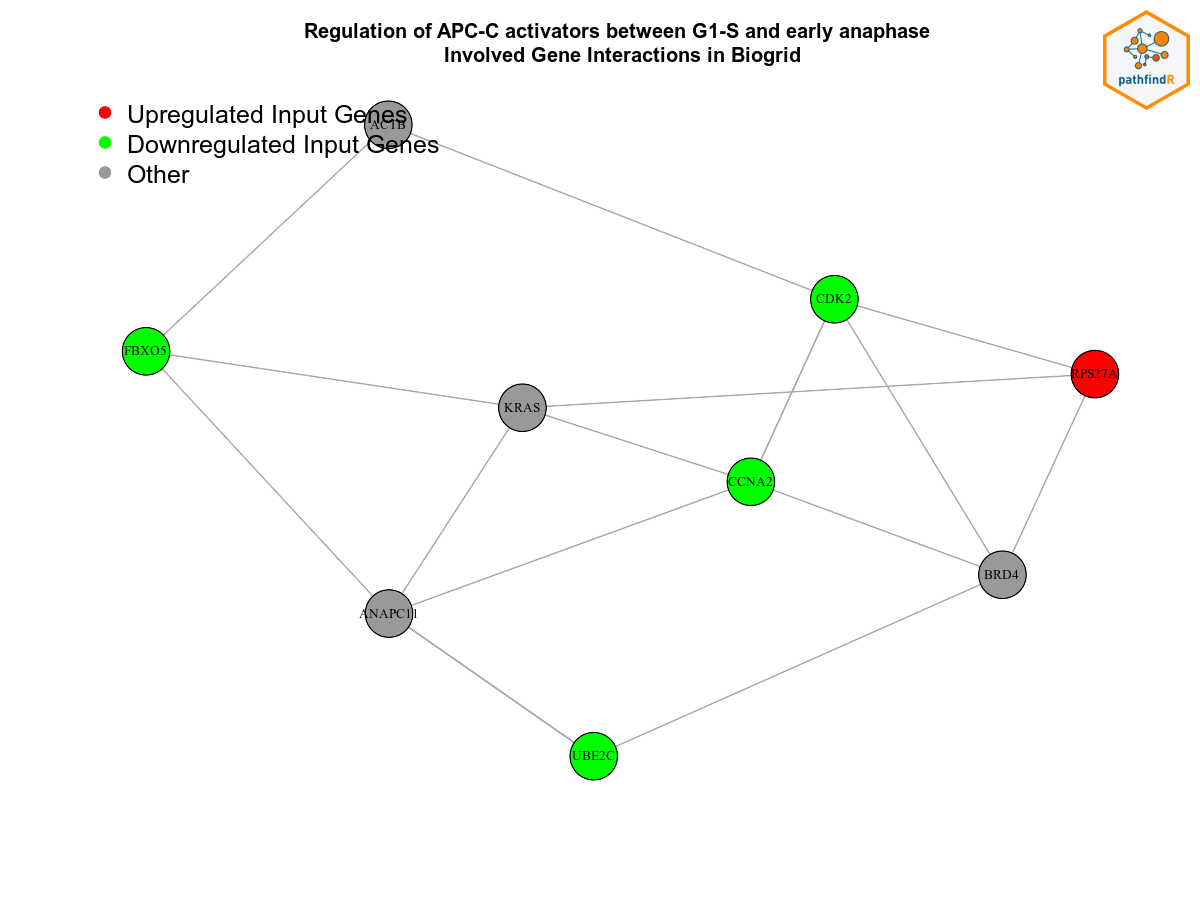 Regulation of APC-C activators between G1-S and early anaphase
Involved Gene Interactions in Biogrid
pathfindR
Upregulated Input Genes
Downregulated Input Genes
Other
ACTB
CDK2
FBXO5
RPS27A
KRAS
CCNA2
BRD4
ANAPC11
UBE2C